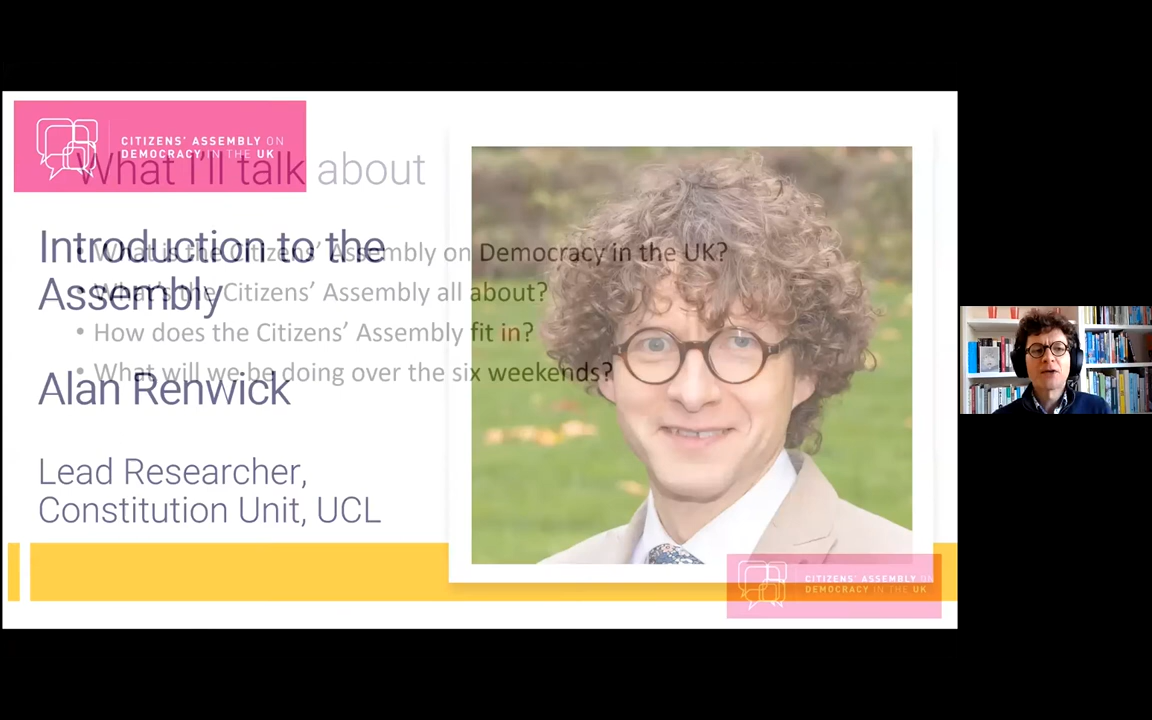 CITIZENS' ASSEMBLY ON
DEMOCRACY IN THE UK
What I'll talk about
Introduction to the
Assembly
• What is the Citizens' Assembly on Democracy in the UK?
• What's the Citizens' Assembly all about?
• How does the Citizens' Assembly fit in?
• What will we be doing over the six weekends?
Alan Renwick
Lead Researcher,
Constitution Unit, UCL
CITIZENS' ASSEMBLY ON
DEMOCRACY IN THE UK